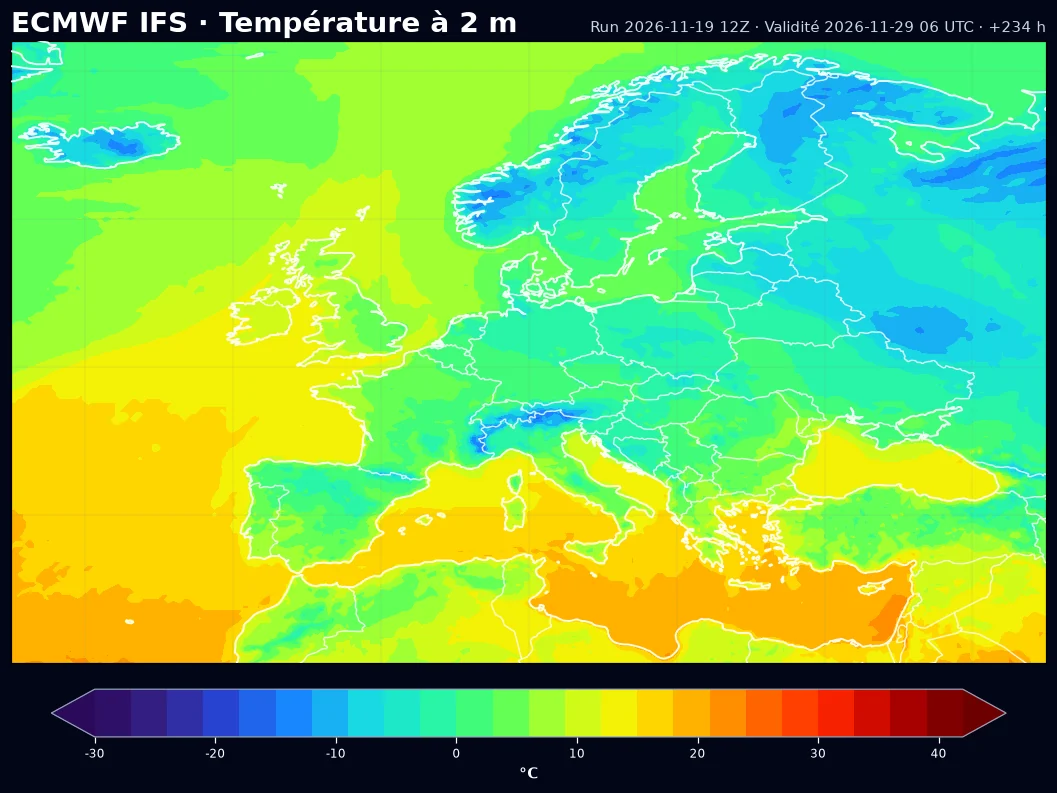 ECMWF IFS · Température à 2 m
Run 2026-11-19 12Z · Validité 2026-11-29 06 UTC · +234 h
-30 -20 -10 0 10 20 30 40
°C